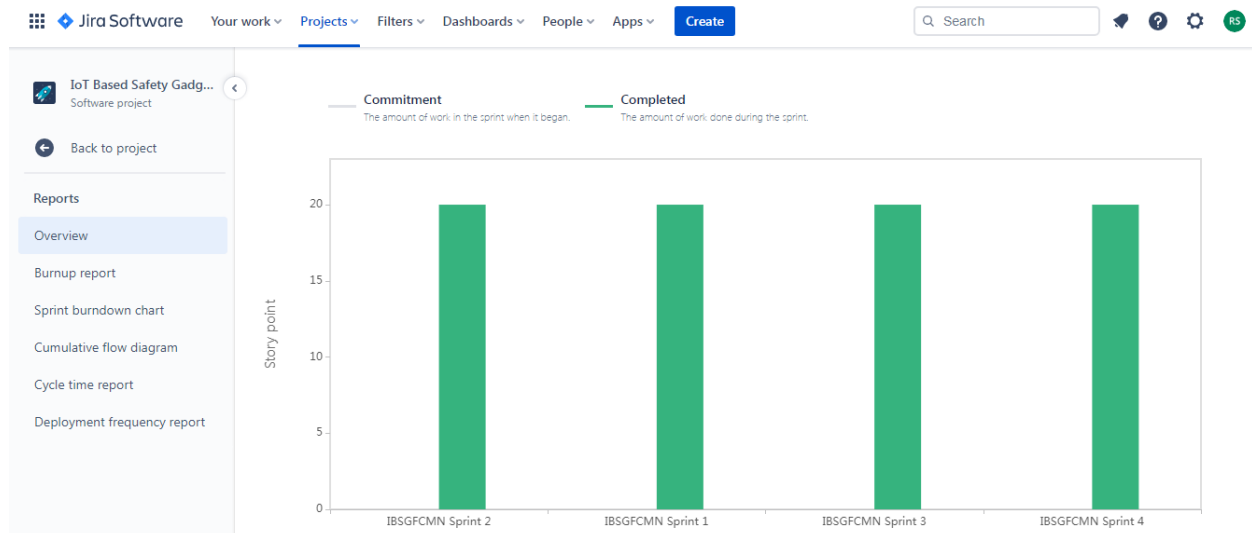 Jira Software Your work Projects Filters Dashboards People Apps Create Search RS
IoT Based Safety Gadg...
Software project
Back to project
Reports
Overview
Burnup report
Sprint burndown chart
Cumulative flow diagram
Cycle time report
Deployment frequency report
Commitment
The amount of work in the sprint when it began.
Completed
The amount of work done during the sprint.
Story point
20
15
10
5
0
IBSGFCMN Sprint 2 IBSGFCMN Sprint 1 IBSGFCMN Sprint 3 IBSGFCMN Sprint 4